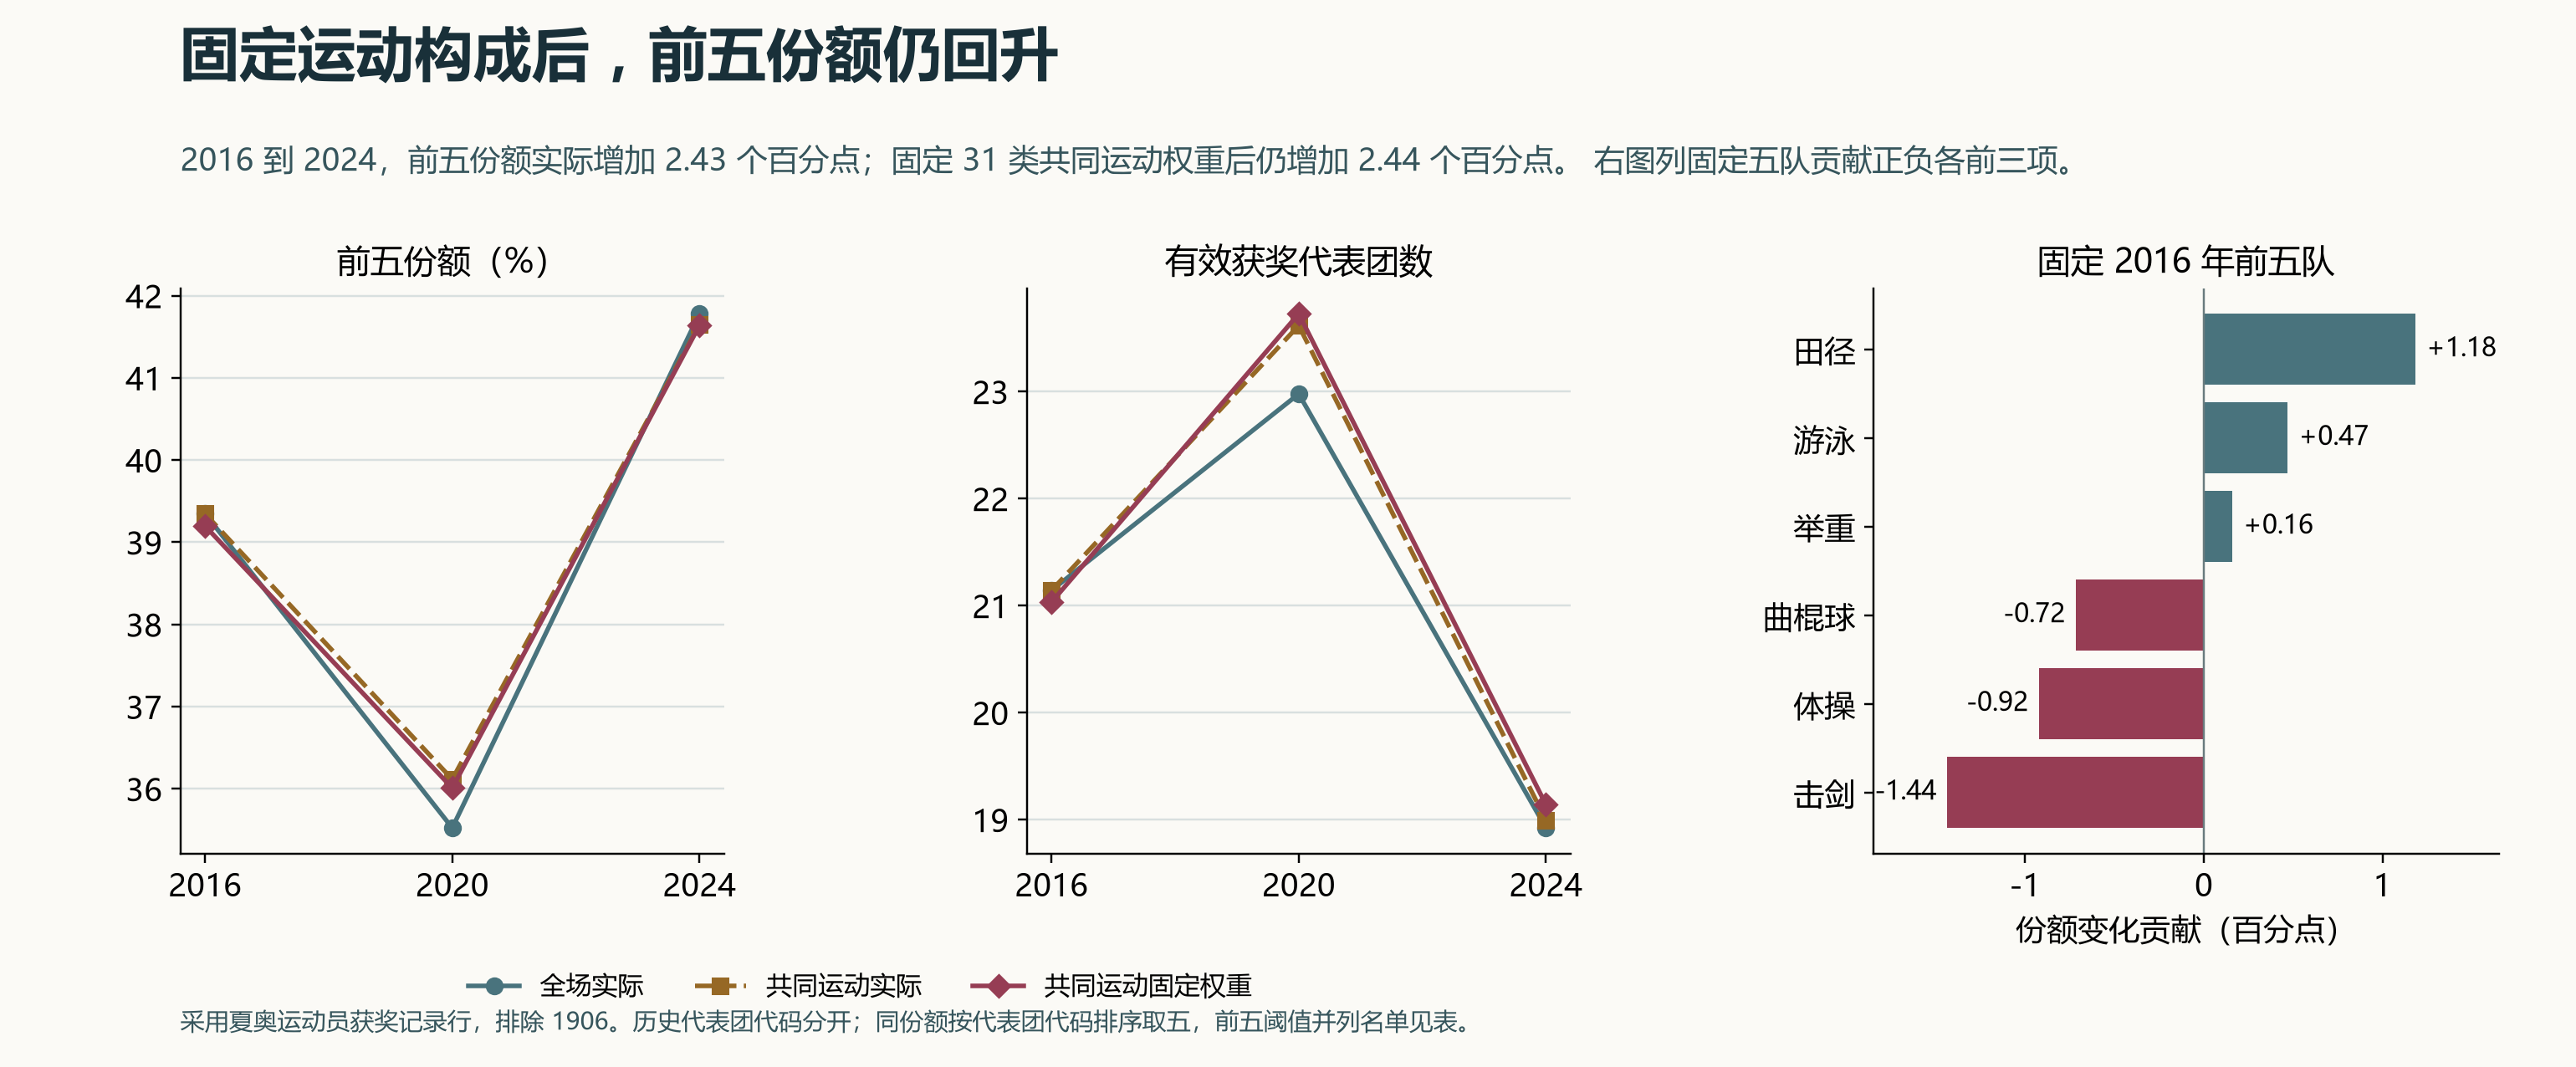 固定运动构成后，前五份额仍回升
2016 到 2024，前五份额实际增加 2.43 个百分点；固定 31 类共同运动权重后仍增加 2.44 个百分点。 右图列固定五队贡献正负各前三项。
前五份额（%）
42
41
40
39
38
37
36
2016 2020 2024
有效获奖代表团数
23
22
21
20
19
2016 2020 2024
固定 2016 年前五队
田径 +1.18
游泳 +0.47
举重 +0.16
曲棍球 -0.72
体操 -0.92
击剑 -1.44
-1 0 1
份额变化贡献（百分点）
全场实际 共同运动实际 共同运动固定权重
采用夏奥运动员获奖记录行，排除 1906。历史代表团代码分开；同份额按代表团代码排序取五，前五阈值并列名单见表。